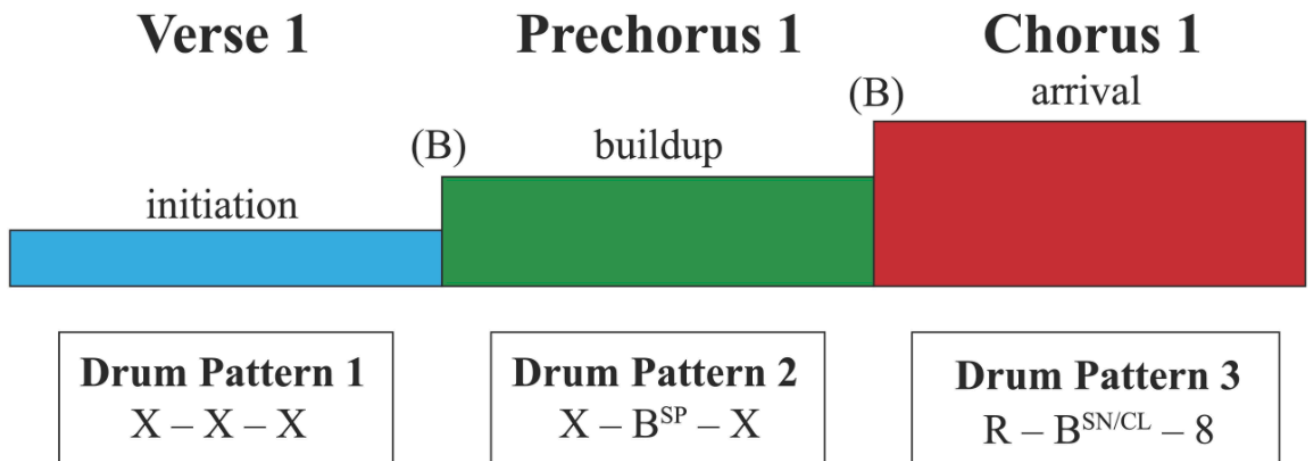 Verse 1 Prechorus 1 Chorus 1
(B) arrival
(B) buildup
initiation
Drum Pattern 1 Drum Pattern 2 Drum Pattern 3
X – X – X X – B^SP – X R – B^SN/CL – 8